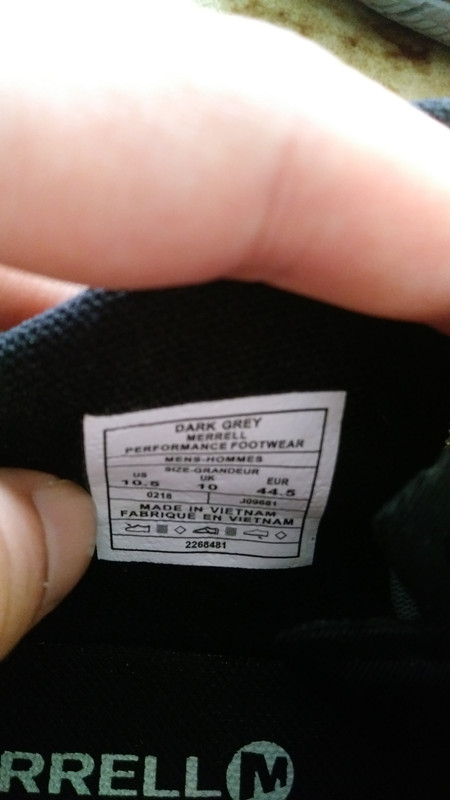 DARK GREY
MERRELL
PERFORMANCE FOOTWEAR
MENS-HOMMES
SIZE-GRANDEUR
US UK EUR
10.5 10 44.5
0218 J09681
MADE IN VIETNAM
FABRIQUE EN VIETNAM
2268481
RRELL M